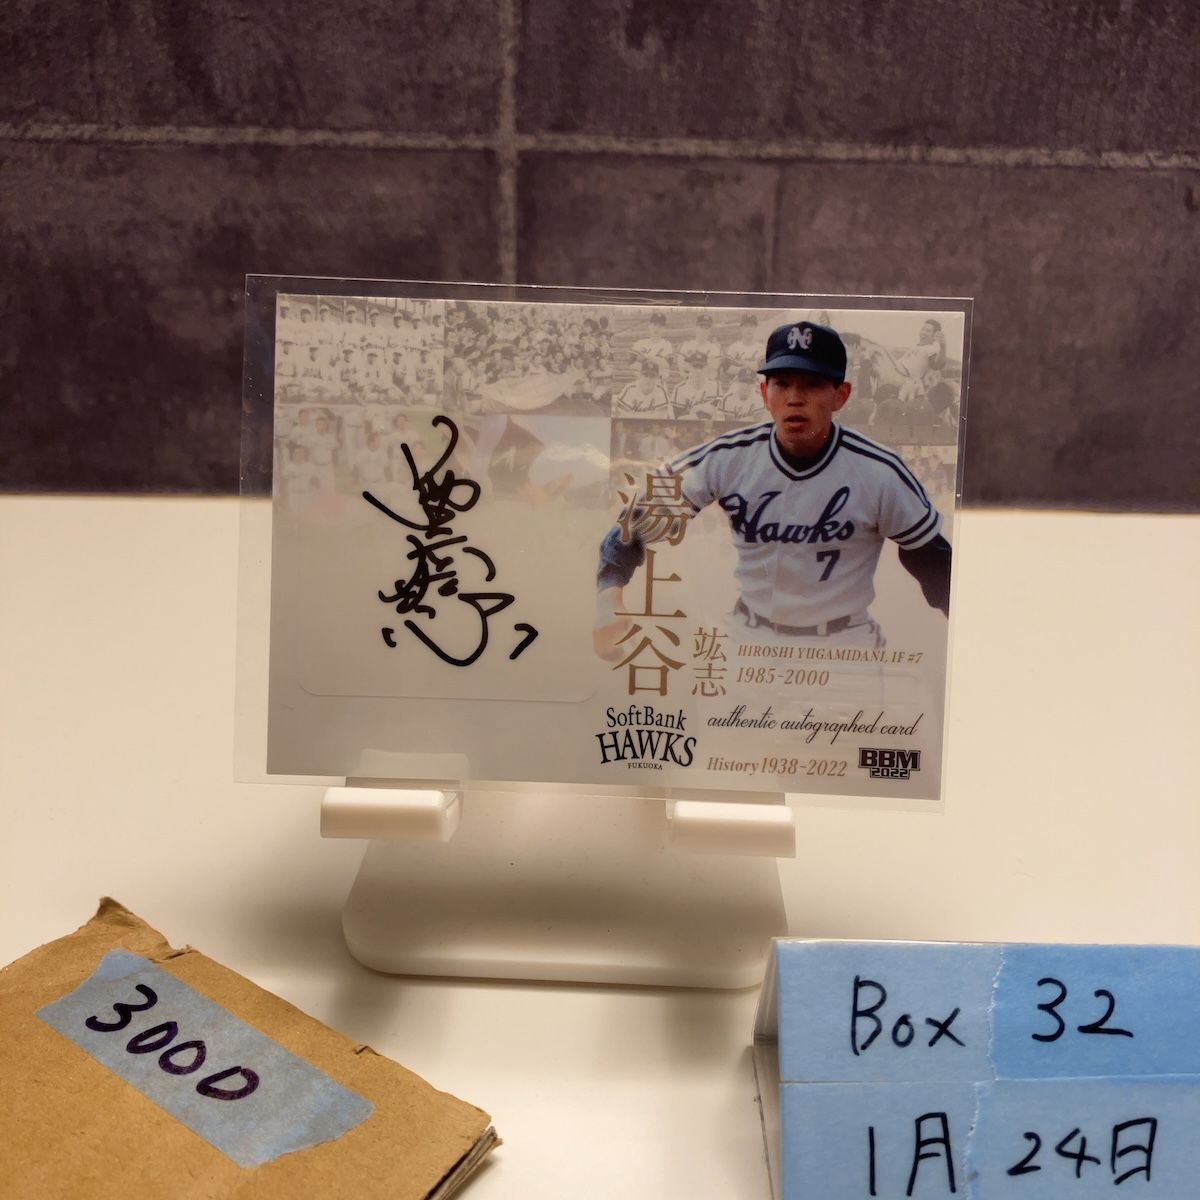 Hawks
7
湯上谷
竑志
HIROSHI YUGAMIDANI, IF #7
1985-2000
authentic autographed card
SoftBank
HAWKS
FUKUOKA
History 1938-2022
BBM
2022
3000
Box 32
1月 24日